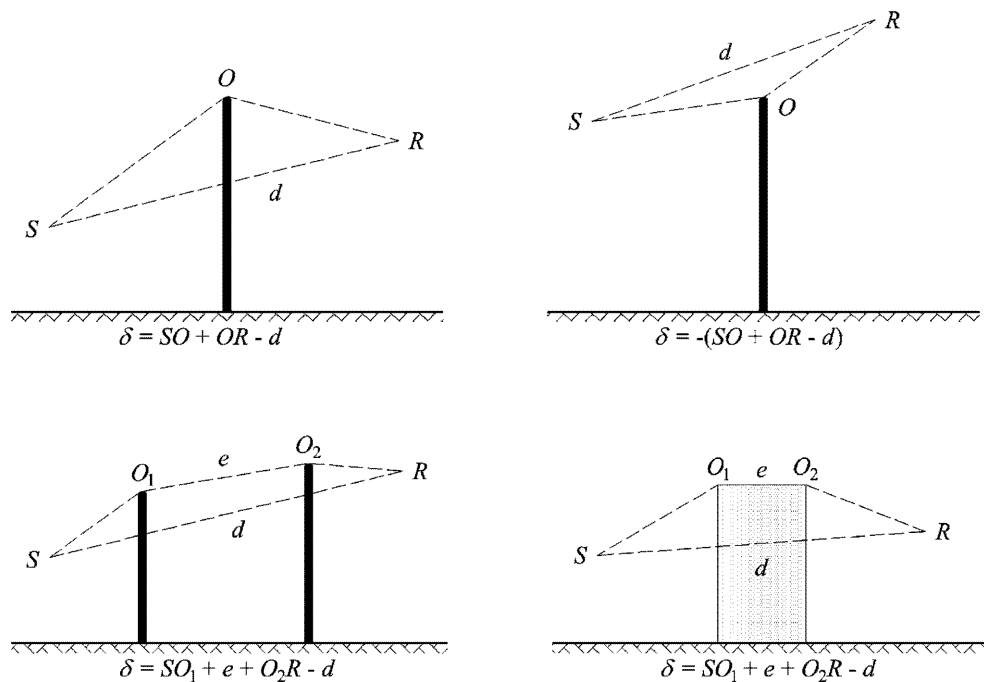 O
R
d
S
δ = SO + OR - d
R
d
S
O
δ = -(SO + OR - d)
O₁
e
O₂
R
d
S
δ = SO₁ + e + O₂R - d
O₁
e
O₂
R
S
d
δ = SO₁ + e + O₂R - d